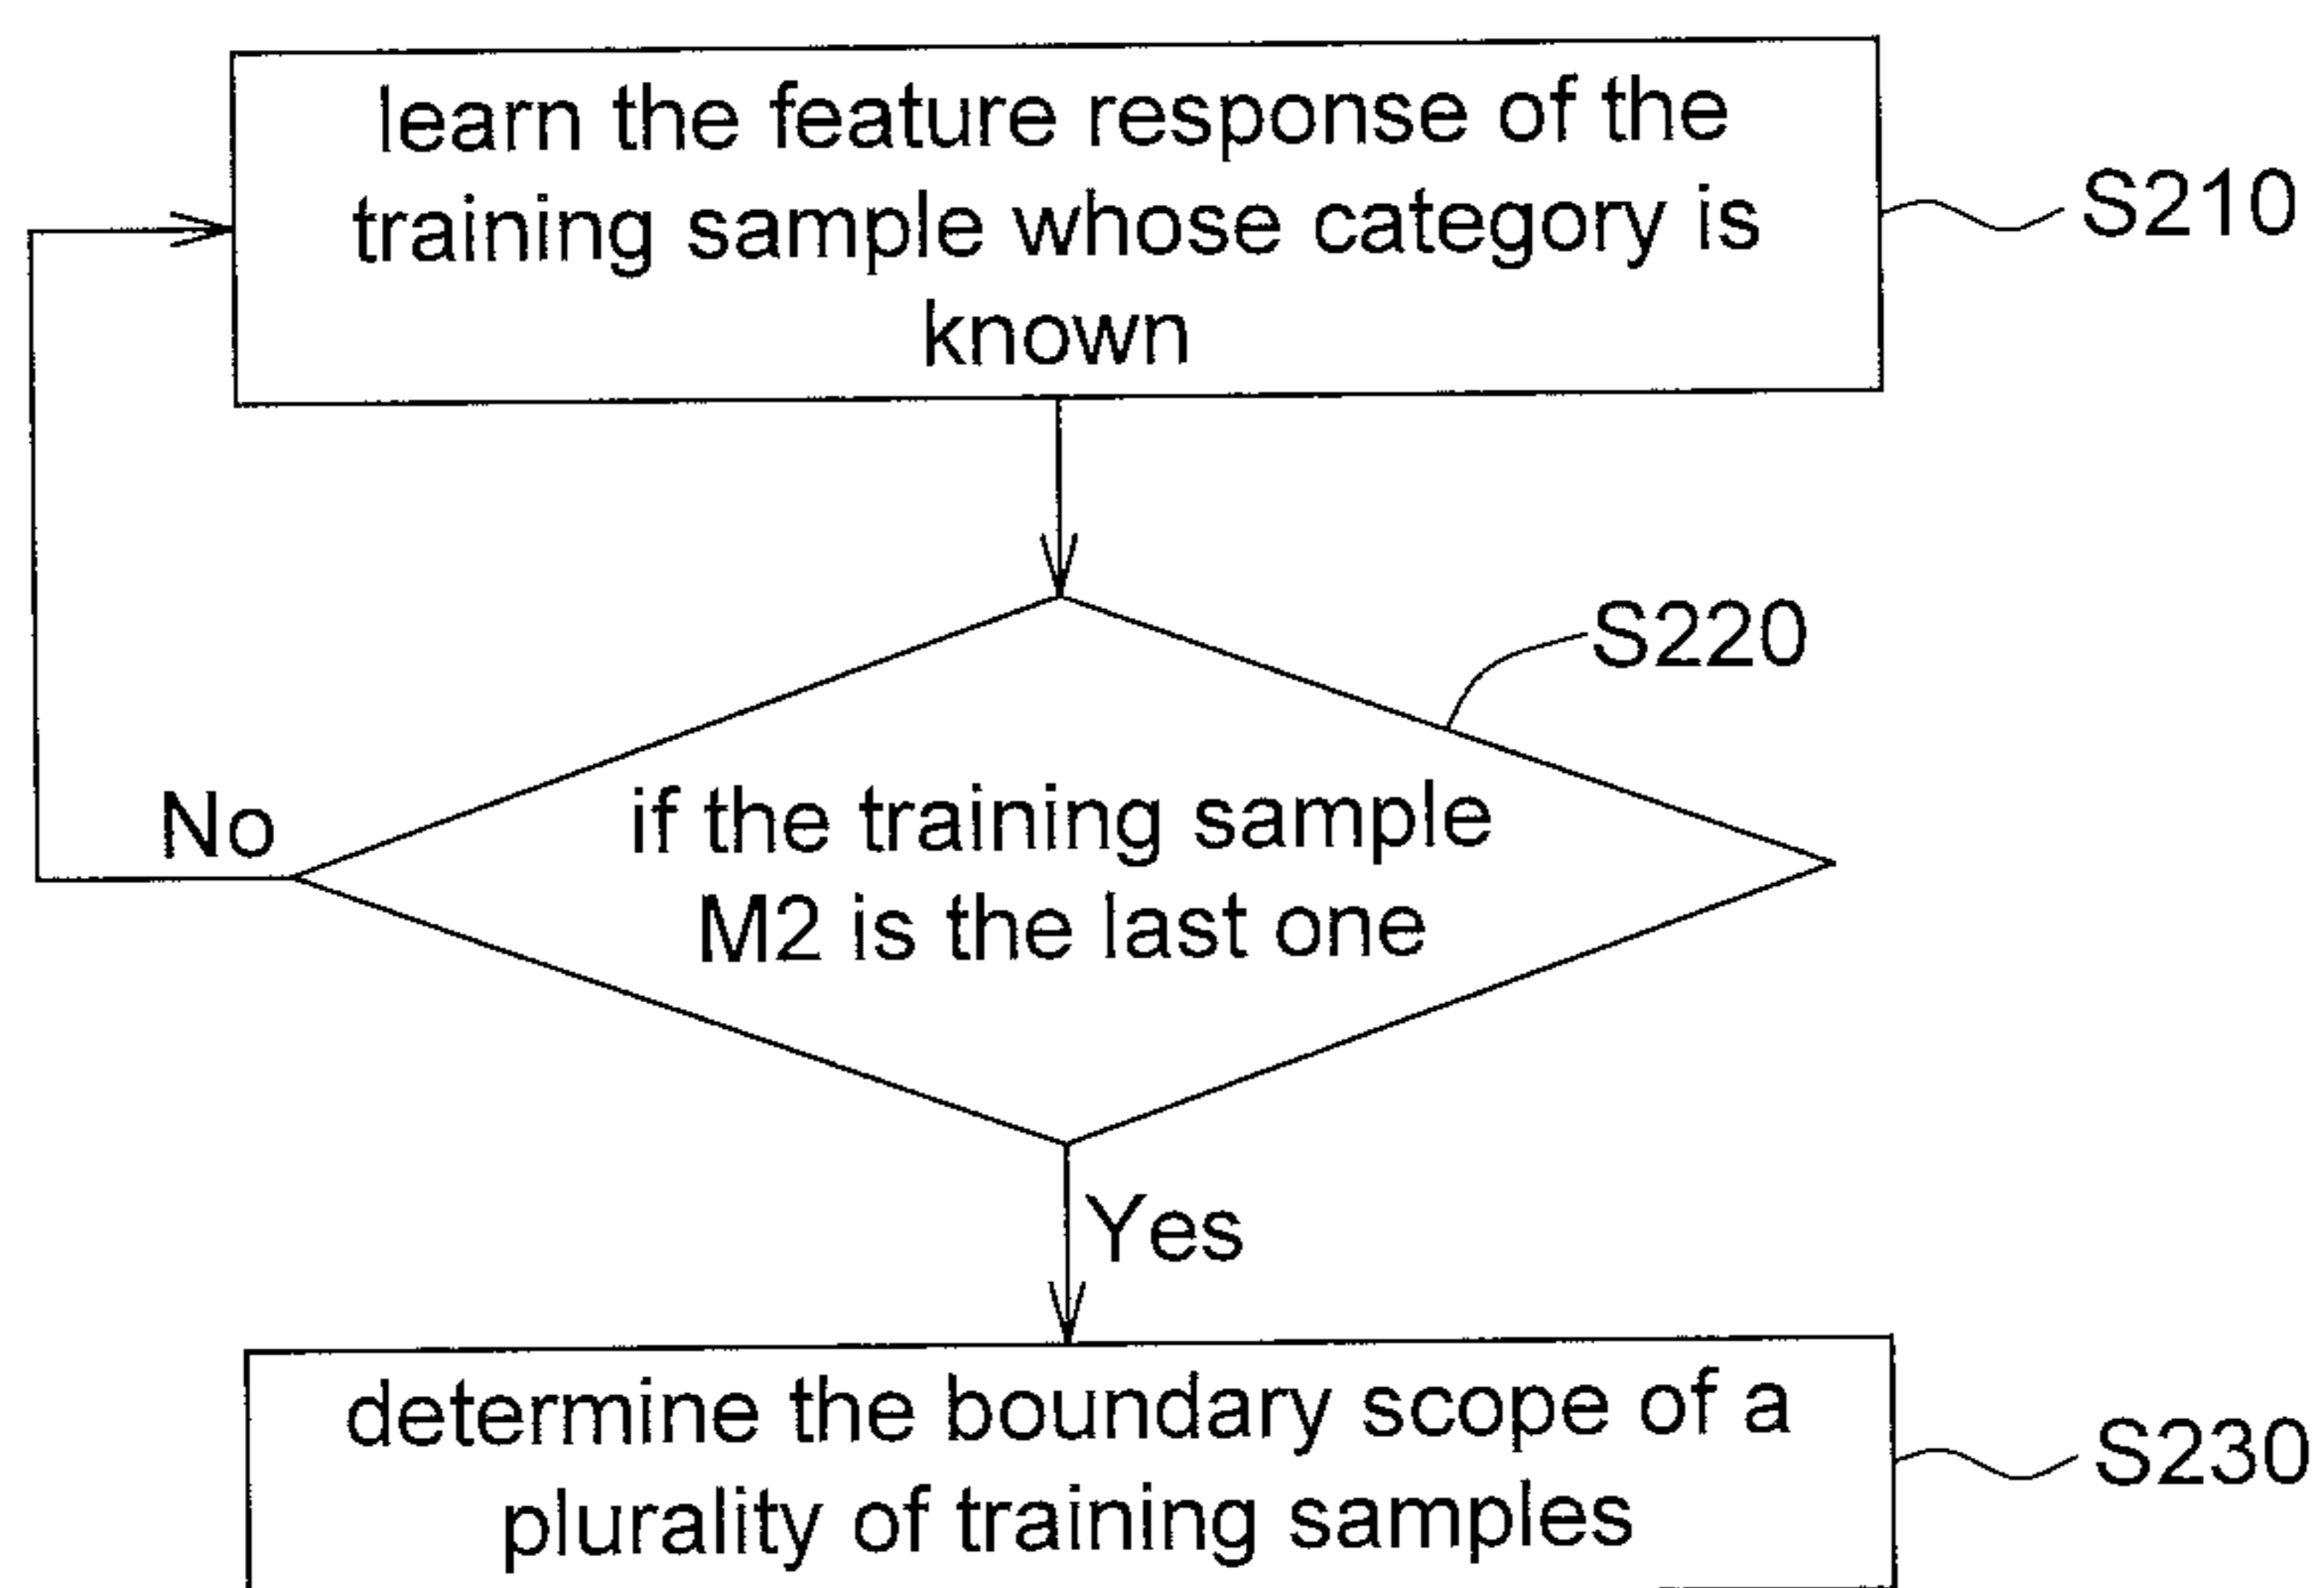 learn the feature response of the
training sample whose category is
known
S210
S220
if the training sample
M2 is the last one
No
Yes
determine the boundary scope of a
plurality of training samples
S230